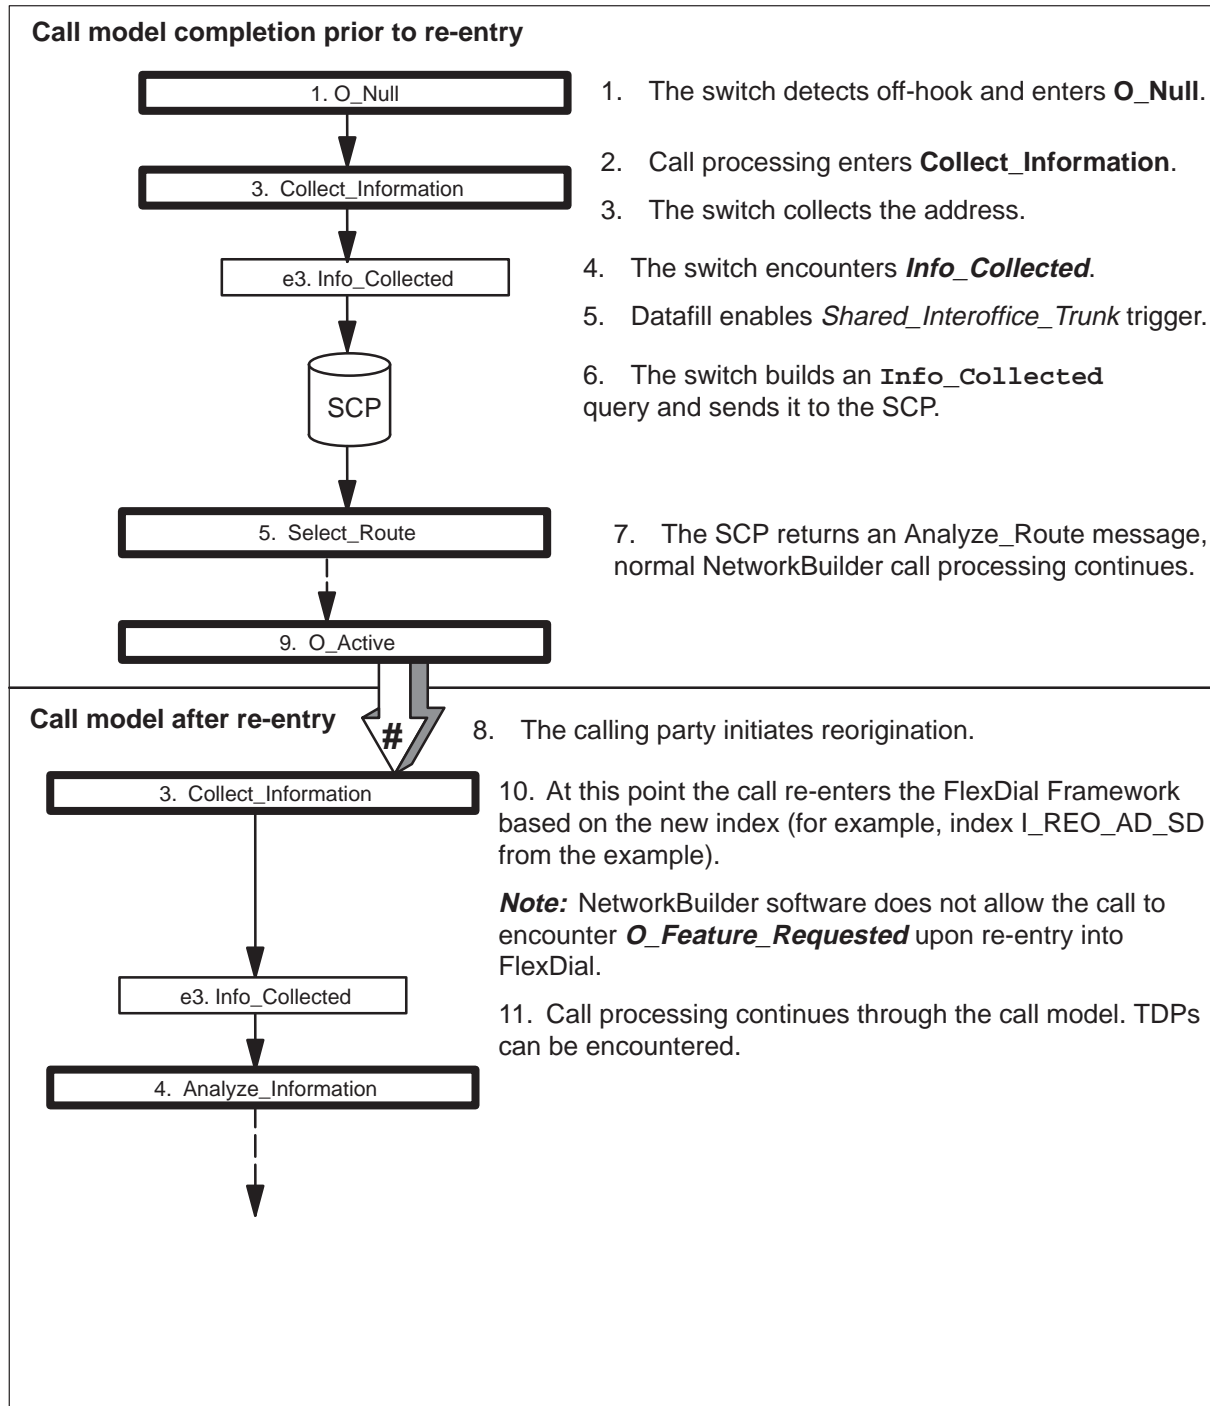 Call model completion prior to re-entry
1. O_Null
1. The switch detects off-hook and enters O_Null.
2. Call processing enters Collect_Information.
3. Collect_Information
3. The switch collects the address.
e3. Info_Collected
4. The switch encounters Info_Collected.
5. Datafill enables Shared_Interoffice_Trunk trigger.
6. The switch builds an Info_Collected
query and sends it to the SCP.
SCP
5. Select_Route
7. The SCP returns an Analyze_Route message,
normal NetworkBuilder call processing continues.
9. O_Active
Call model after re-entry
#
8. The calling party initiates reorigination.
3. Collect_Information
10. At this point the call re-enters the FlexDial Framework
based on the new index (for example, index I_REO_AD_SD
from the example).
Note: NetworkBuilder software does not allow the call to
encounter O_Feature_Requested upon re-entry into
FlexDial.
e3. Info_Collected
11. Call processing continues through the call model. TDPs
can be encountered.
4. Analyze_Information